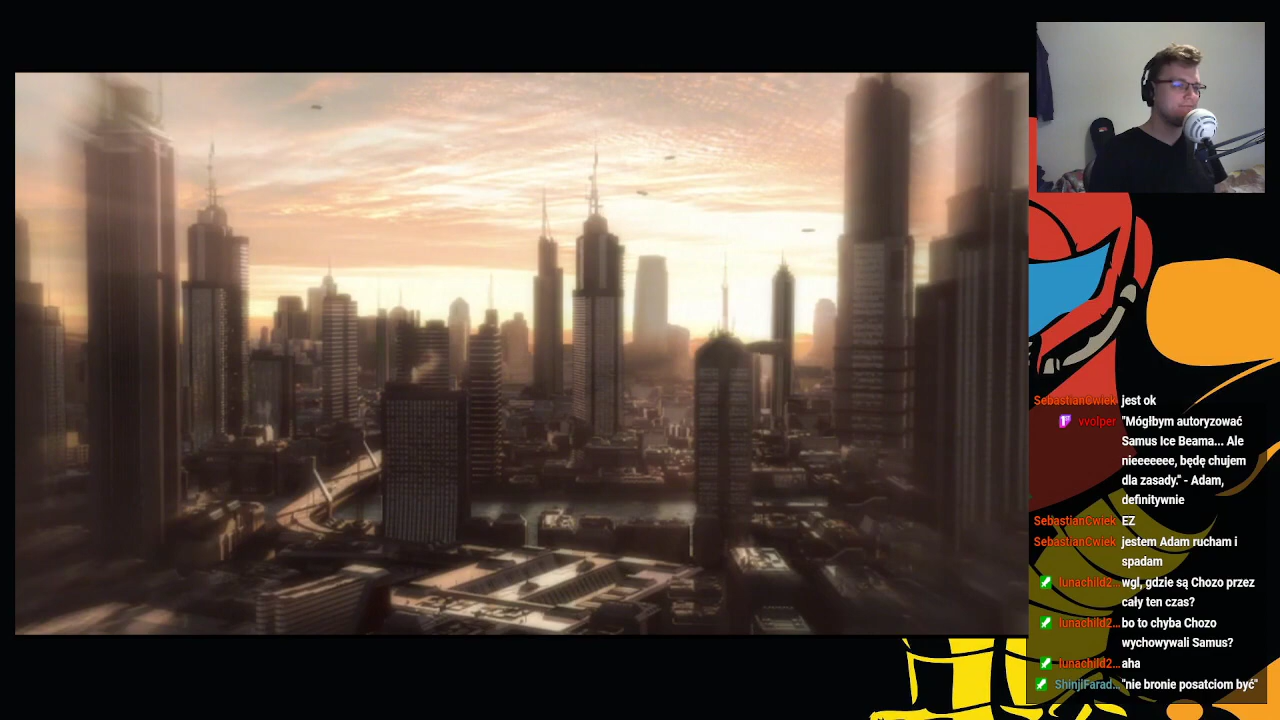 SebastianCwiek jest ok
vvolper "Mógłbym autoryzować
Samus Ice Beama... Ale
nieeeeeee, będę chujem
dla zasady." - Adam,
definitywnie
SebastianCwiek EZ
SebastianCwiek jestem Adam rucham i
spadam
lunachild2... wgl, gdzie są Chozo przez
cały ten czas?
lunachild2... bo to chyba Chozo
wychowywali Samus?
lunachild2... aha
ShinjiFarad... "nie bronie posatciom być"